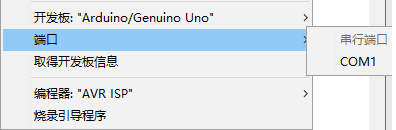 开发板: "Arduino/Genuino Uno"
端口
串行端口
COM1
取得开发板信息
编程器: "AVR ISP"
烧录引导程序